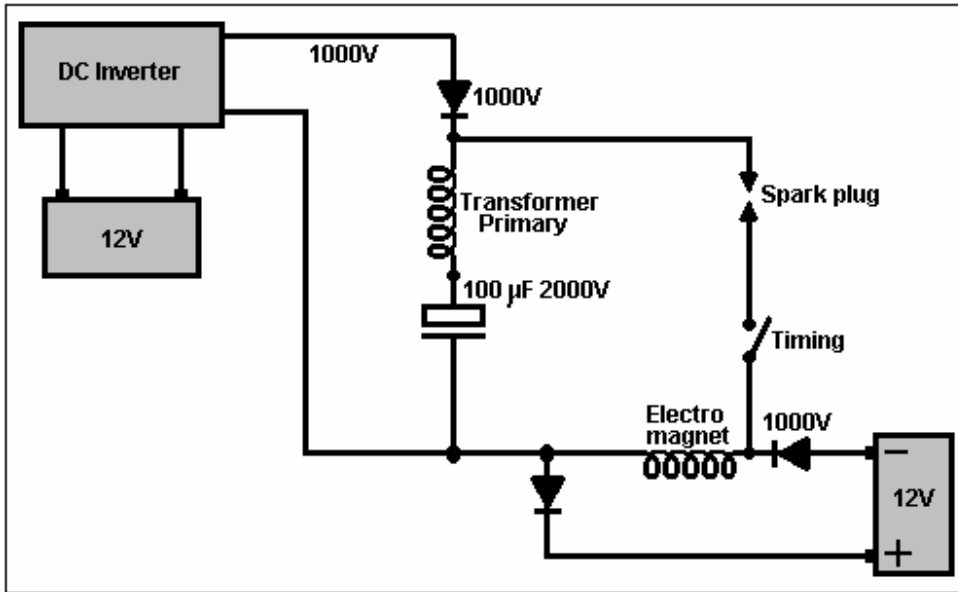 1000V
DC Inverter
1000V
12V
Transformer
Primary
Spark plug
100 µF 2000V
Timing
Electro
magnet
1000V
−
12V
+